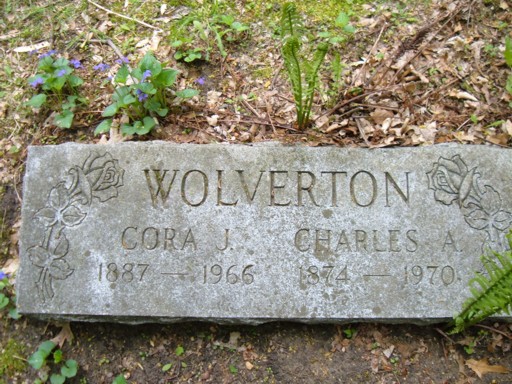 WOLVERTON
CORA J. CHARLES A.
1887 — 1966 1874 — 1970